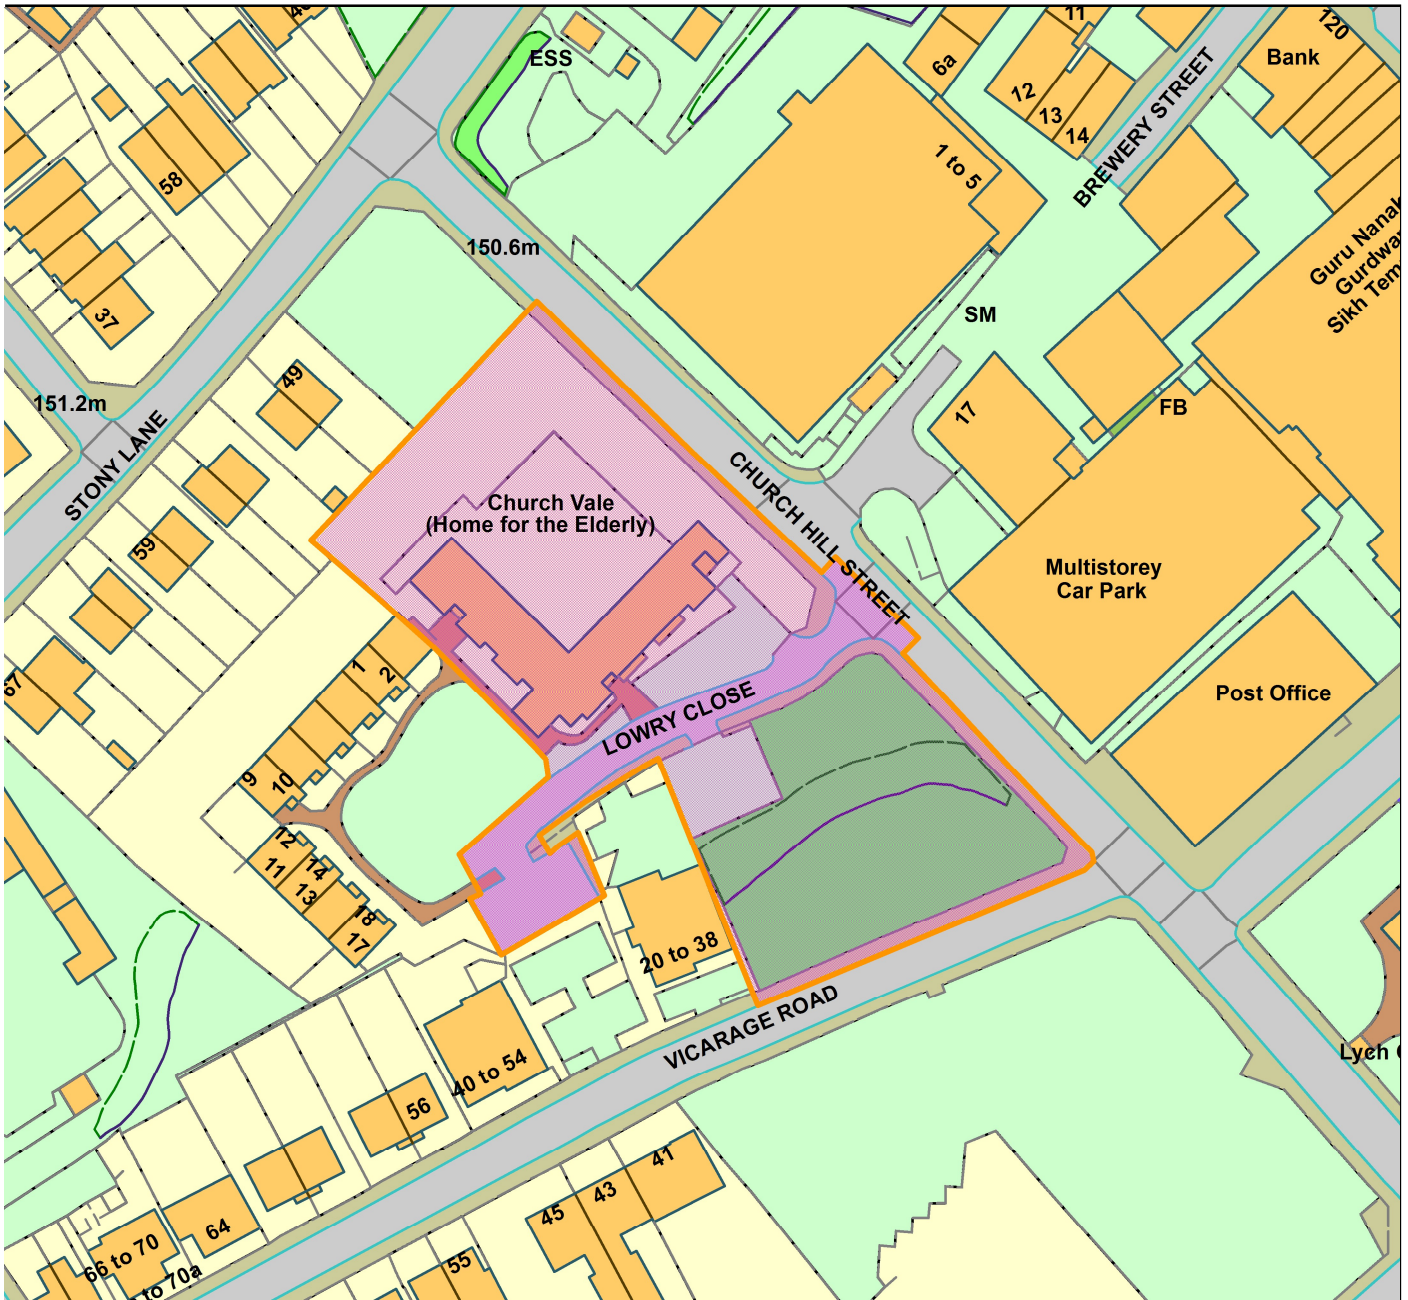 48
ESS
6a
11
12
13
14
BREWERY STREET
Bank
120
58
1 to 5
37
150.6m
Guru Nanak
Gurdwa
Sikh Tem
SM
151.2m
49
STONY LANE
17
FB
CHURCH HILL STREET
Church Vale
(Home for the Elderly)
59
Multistorey
Car Park
67
1
2
Post Office
LOWRY CLOSE
9
10
12
11
14
13
18
17
20 to 38
VICARAGE ROAD
Lych
40 to 54
56
41
43
45
64
66 to 70
to 70a
55